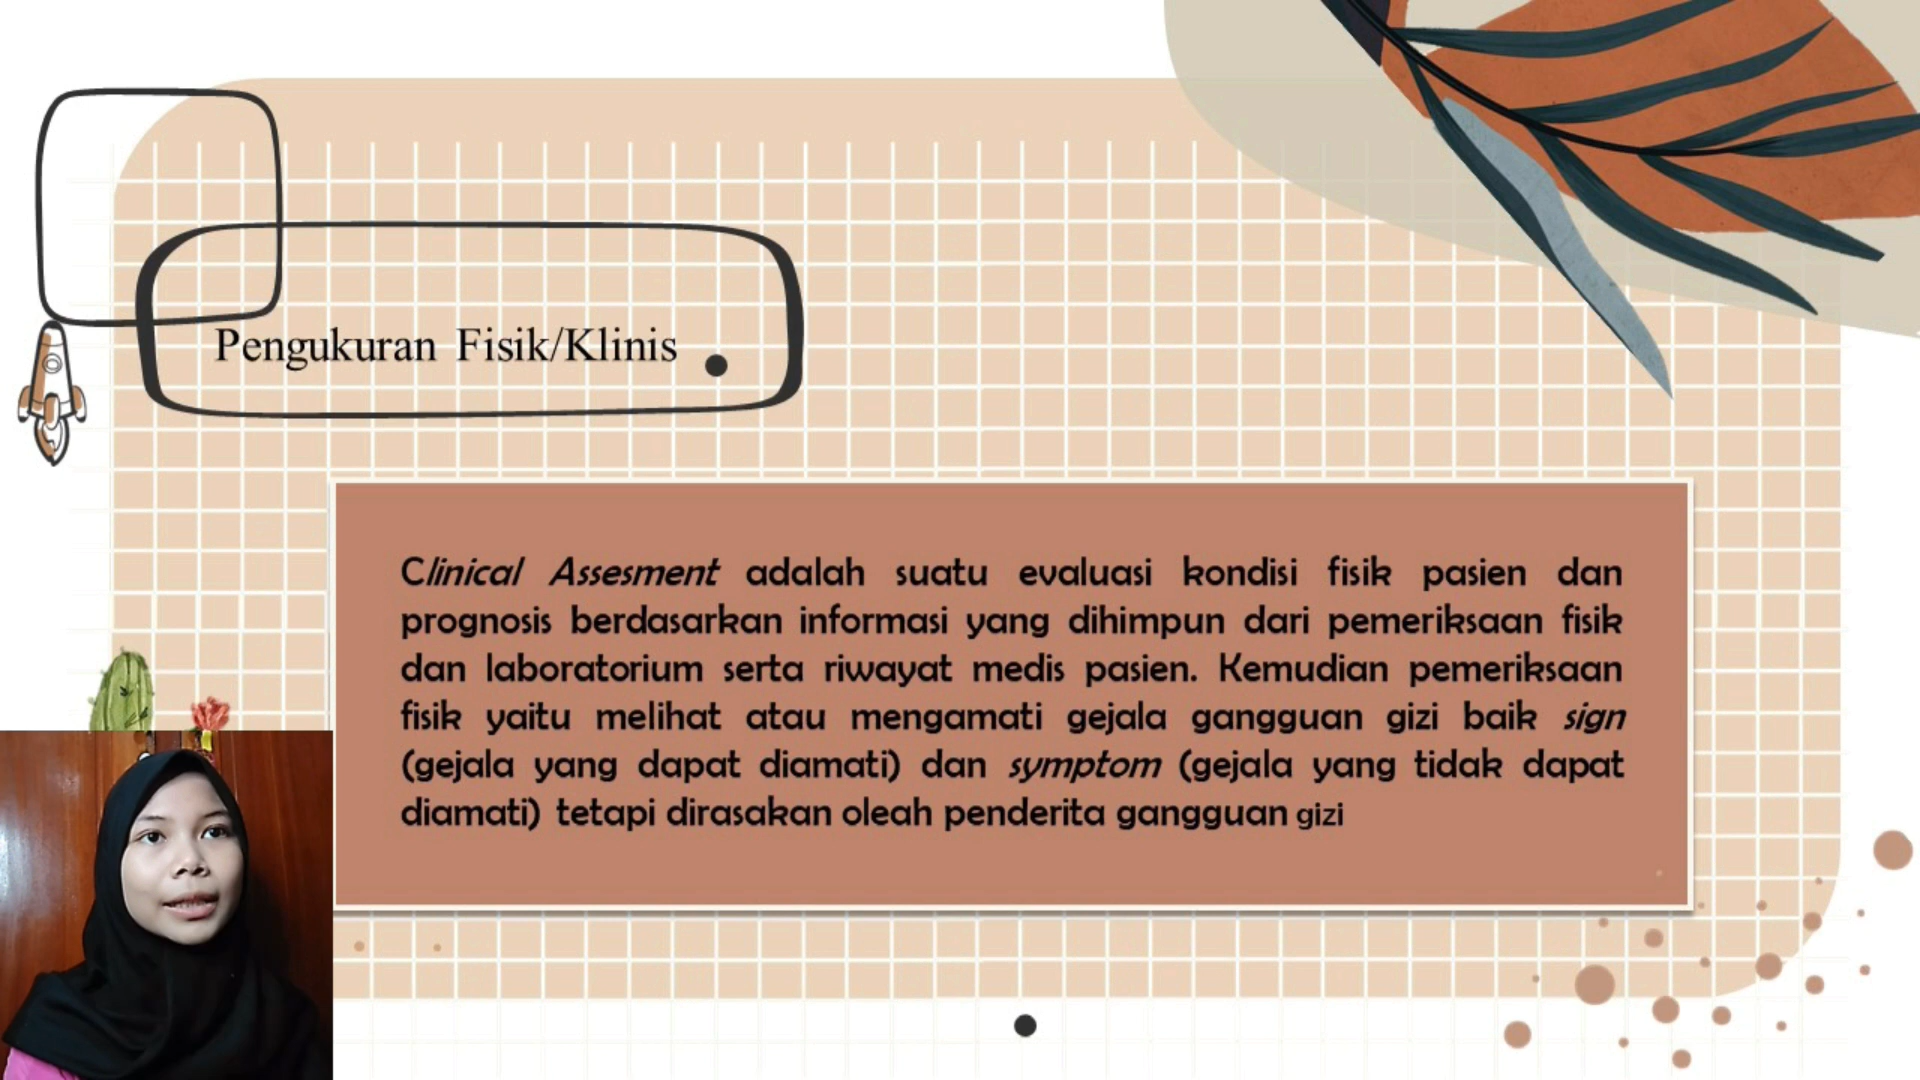 Pengukuran Fisik/Klinis
Clinical Assesment adalah suatu evaluasi kondisi fisik pasien dan
prognosis berdasarkan informasi yang dihimpun dari pemeriksaan fisik
dan laboratorium serta riwayat medis pasien. Kemudian pemeriksaan
fisik yaitu melihat atau mengamati gejala gangguan gizi baik sign
(gejala yang dapat diamati) dan symptom (gejala yang tidak dapat
diamati) tetapi dirasakan oleah penderita gangguan gizi